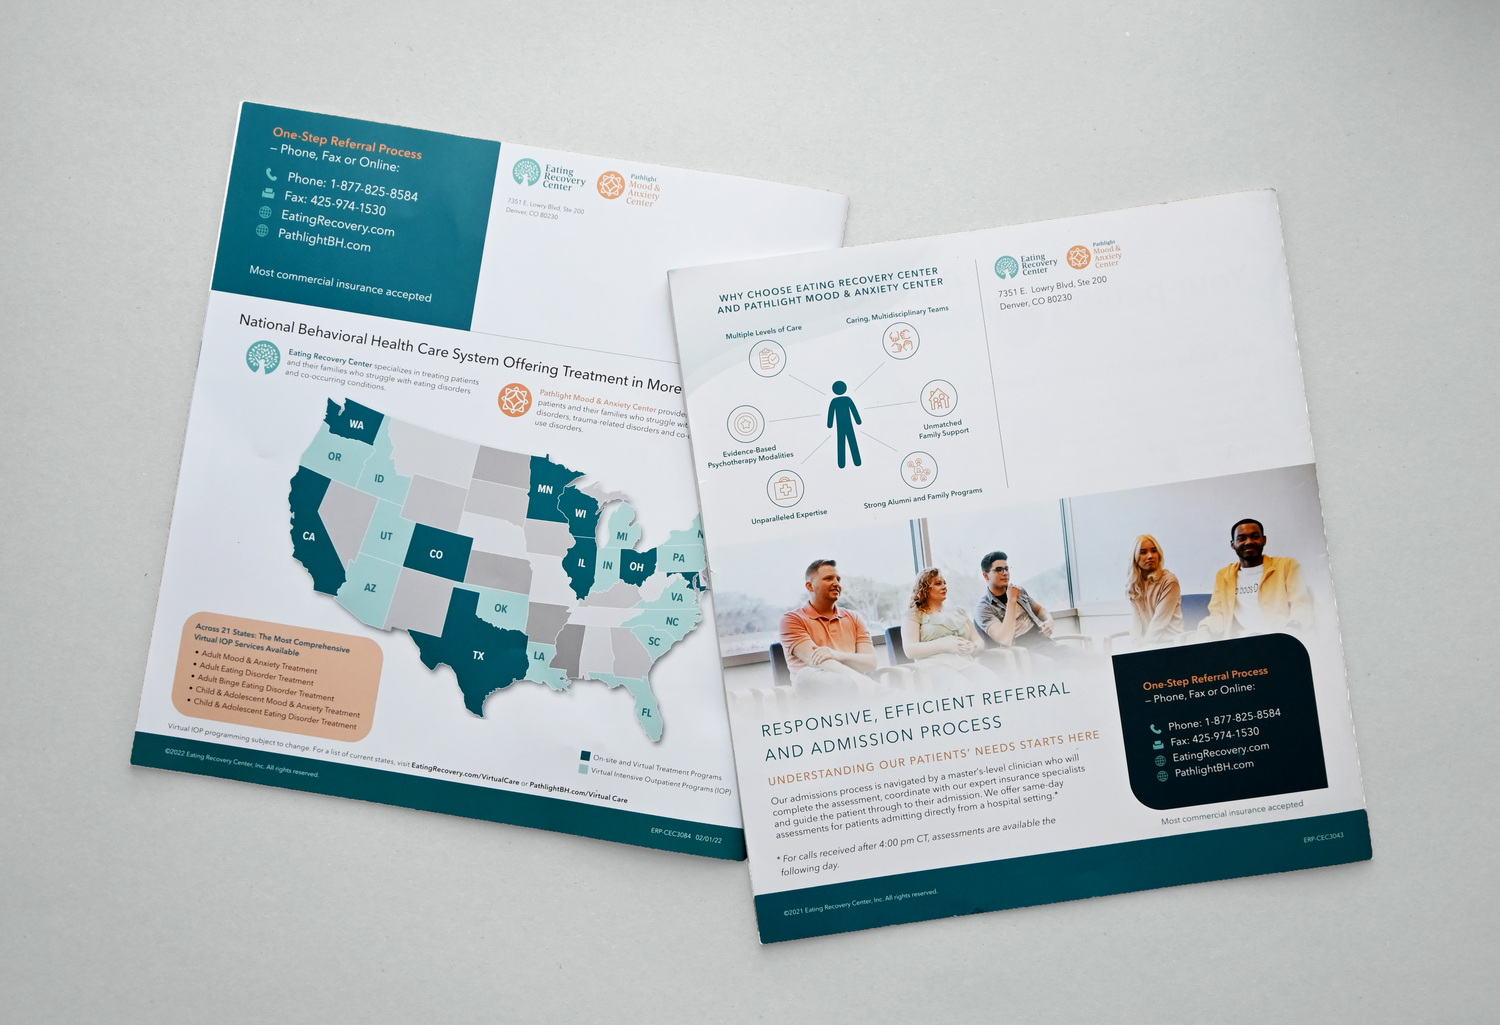 One-Step Referral Process
– Phone, Fax or Online:
Phone: 1-877-825-8584
Fax: 425-974-1530
EatingRecovery.com
PathlightBH.com
Most commercial insurance accepted
Eating
Recovery
Center
Pathlight
Mood &
Anxiety
Center
7351 E. Lowry Blvd, Ste 200
Denver, CO 80230
National Behavioral Health Care System Offering Treatment in More
Eating Recovery Center specializes in treating patients
and their families who struggle with eating disorders
and co-occurring conditions.
Pathlight Mood & Anxiety Center
patients and their families who struggle
disorders, trauma-related disorders and
use disorders.
WA
OR
ID
CA
UT
AZ
CO
TX
OK
MN
WI
IL
IN
MI
OH
PA
VA
NC
SC
LA
FL
N
Across 21 States: The Most Comprehensive
Virtual IOP Services Available
• Adult Mood & Anxiety Treatment
• Adult Eating Disorder Treatment
• Adult Binge Eating Disorder Treatment
• Child & Adolescent Mood & Anxiety Treatment
• Child & Adolescent Eating Disorder Treatment
On-site and Virtual Treatment Programs
Virtual Intensive Outpatient Programs (IOP)
Virtual IOP programming subject to change. For a list of current states, visit EatingRecovery.com/VirtualCare or PathlightBH.com/Virtual Care
©2022 Eating Recovery Center, Inc. All rights reserved.
ERP-CEC3084 02/01/22
WHY CHOOSE EATING RECOVERY CENTER
AND PATHLIGHT MOOD & ANXIETY CENTER
Multiple Levels of Care
Caring, Multidisciplinary Teams
Evidence-Based
Psychotherapy Modalities
Unmatched
Family Support
Unparalleled Expertise
Strong Alumni and Family Programs
Eating
Recovery
Center
Pathlight
Mood &
Anxiety
Center
7351 E. Lowry Blvd, Ste 200
Denver, CO 80230
RESPONSIVE, EFFICIENT REFERRAL
AND ADMISSION PROCESS
UNDERSTANDING OUR PATIENTS' NEEDS STARTS HERE
Our admissions process is navigated by a master's-level clinician who will
complete the assessment, coordinate with our expert insurance specialists
and guide the patient through to their admission. We offer same-day
assessments for patients admitting directly from a hospital setting.*
* For calls received after 4:00 pm CT, assessments are available the
following day.
One-Step Referral Process
– Phone, Fax or Online:
Phone: 1-877-825-8584
Fax: 425-974-1530
EatingRecovery.com
PathlightBH.com
Most commercial insurance accepted
©2021 Eating Recovery Center, Inc. All rights reserved.
ERP-CEC3043